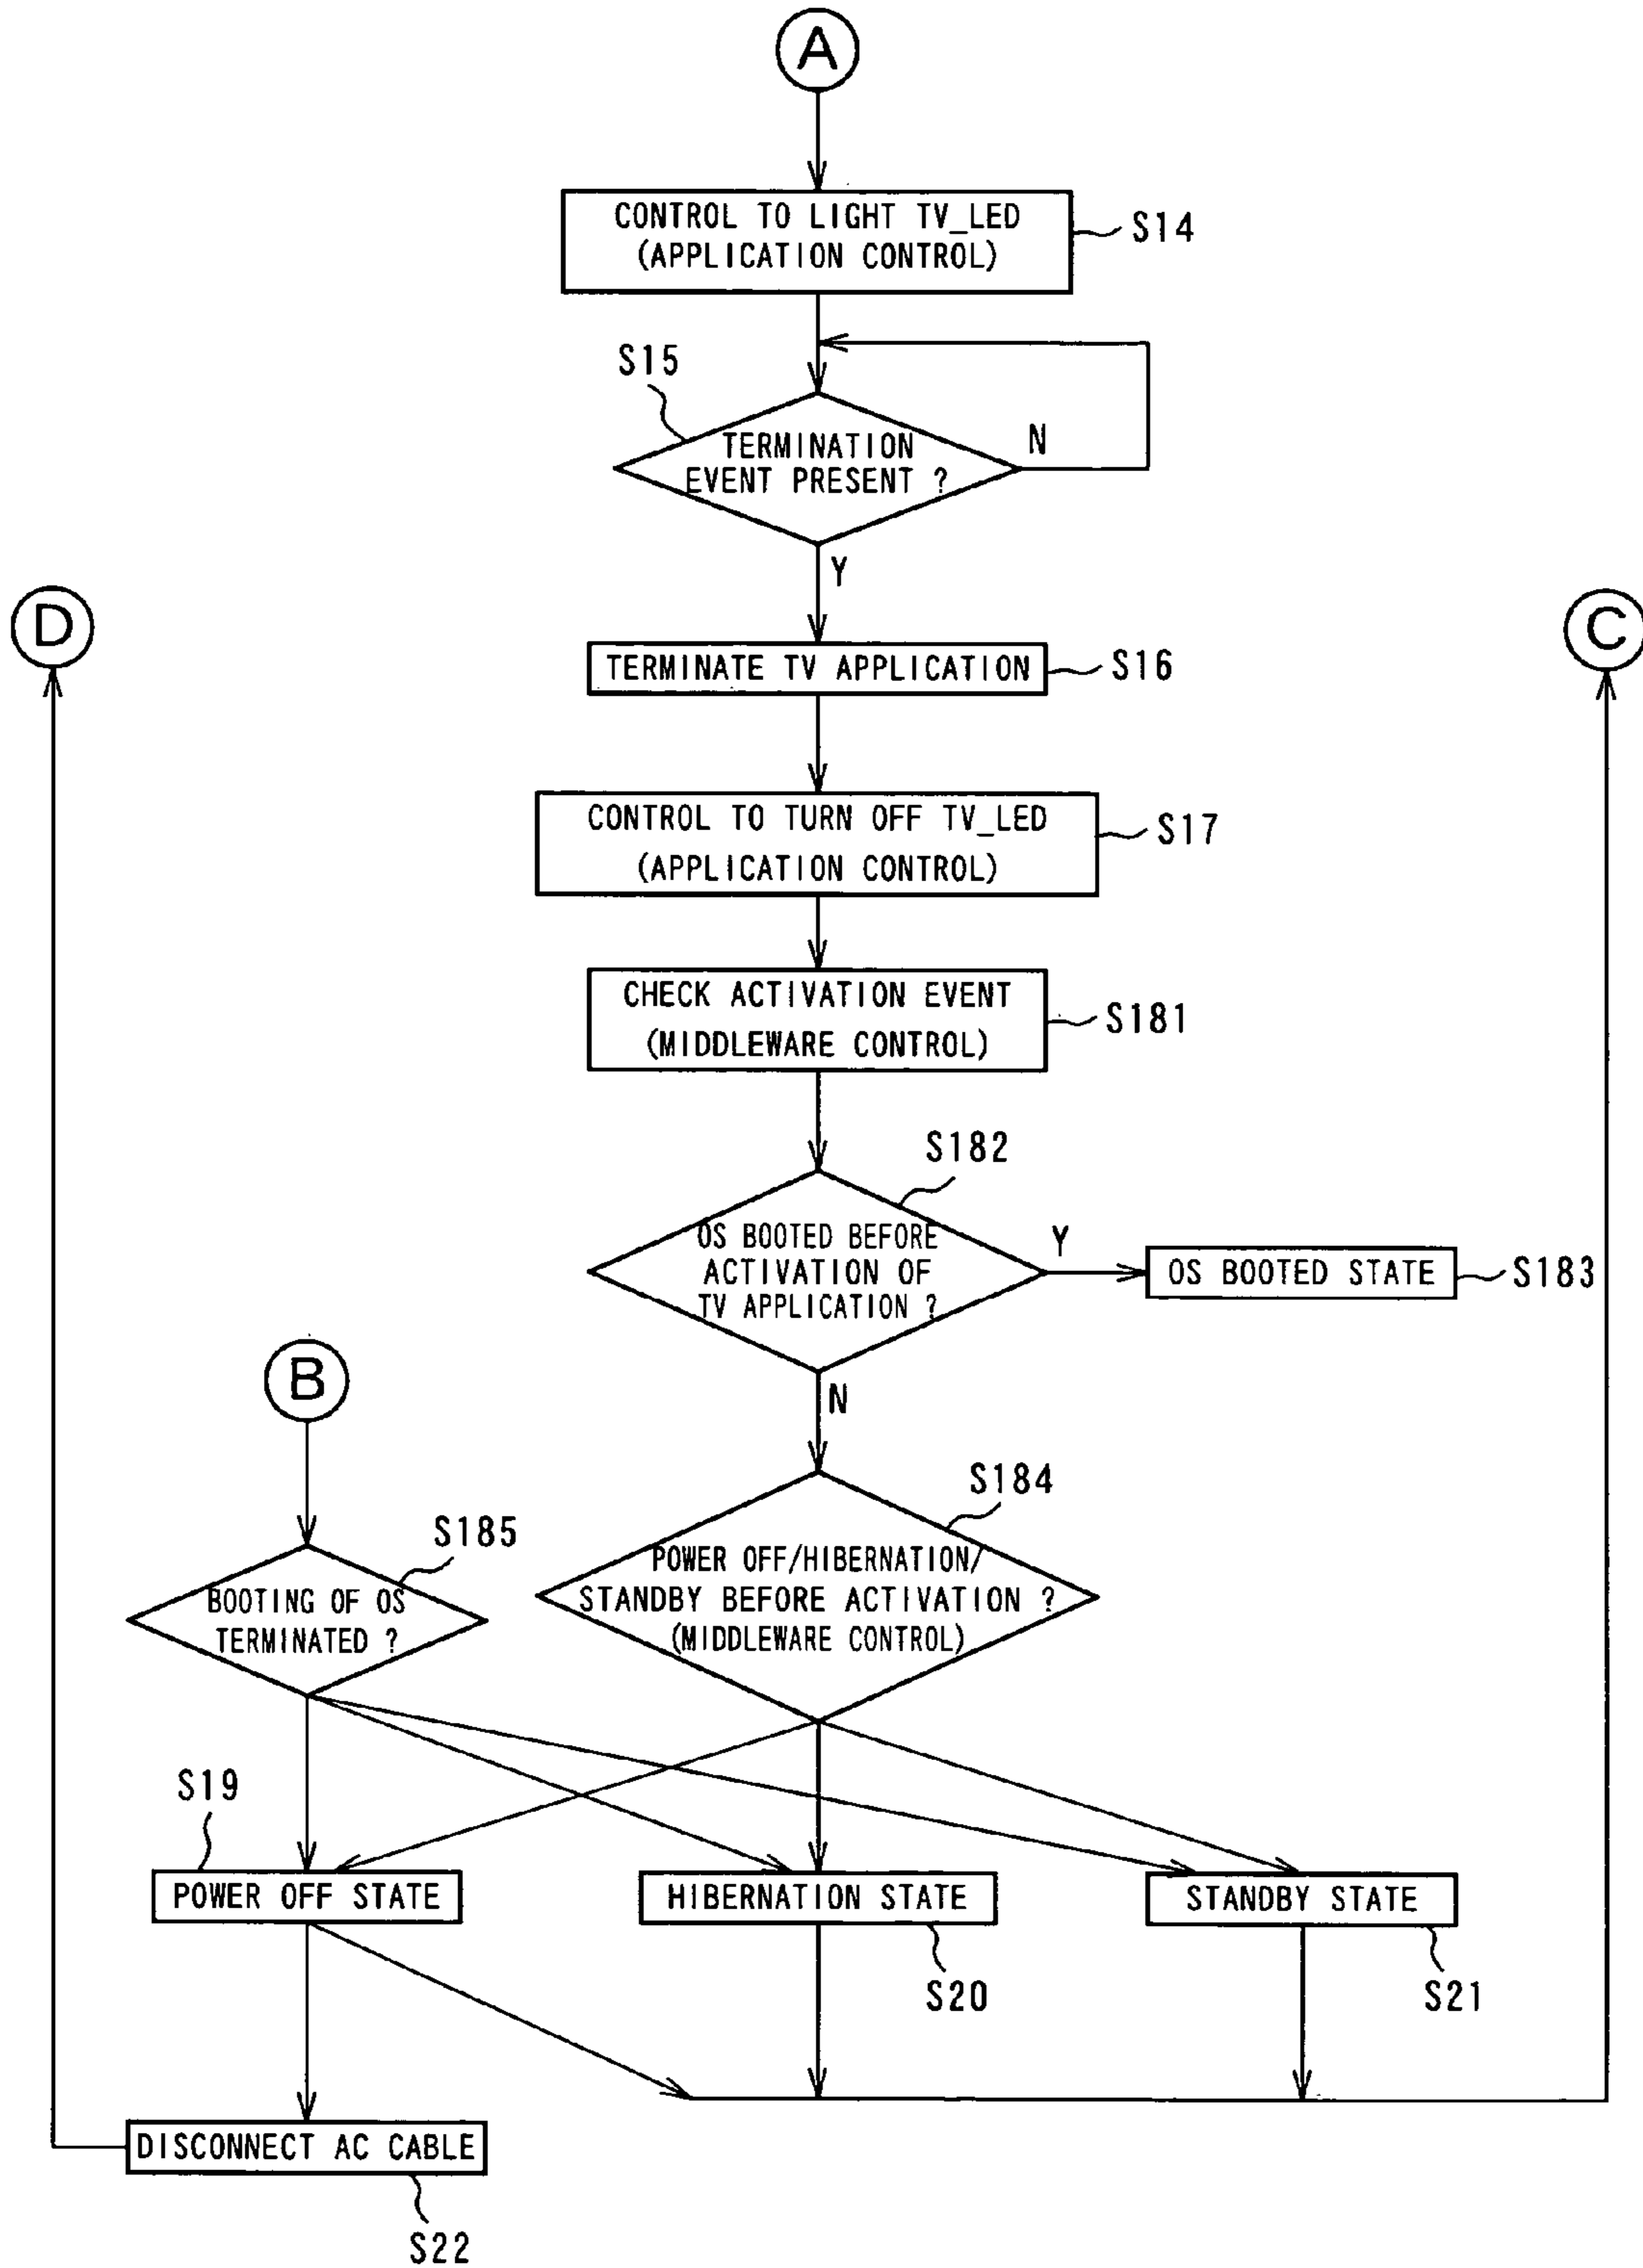 A
CONTROL TO LIGHT TV_LED
(APPLICATION CONTROL)
S14
S15
TERMINATION
EVENT PRESENT ?
N
Y
D
C
TERMINATE TV APPLICATION
S16
CONTROL TO TURN OFF TV_LED
(APPLICATION CONTROL)
S17
CHECK ACTIVATION EVENT
(MIDDLEWARE CONTROL)
S181
S182
OS BOOTED BEFORE
ACTIVATION OF
TV APPLICATION ?
Y
OS BOOTED STATE
S183
N
B
S184
POWER OFF/HIBERNATION/
STANDBY BEFORE ACTIVATION ?
(MIDDLEWARE CONTROL)
S185
BOOTING OF OS
TERMINATED ?
S19
POWER OFF STATE
HIBERNATION STATE
STANDBY STATE
S20
S21
DISCONNECT AC CABLE
S22